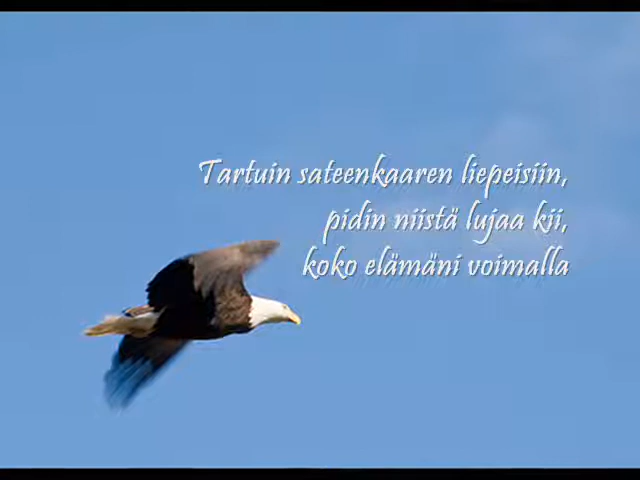 Tartuin sateenkaaren liepeisiin,
pidin niistä lujaa kii,
koko elämäni voimalla